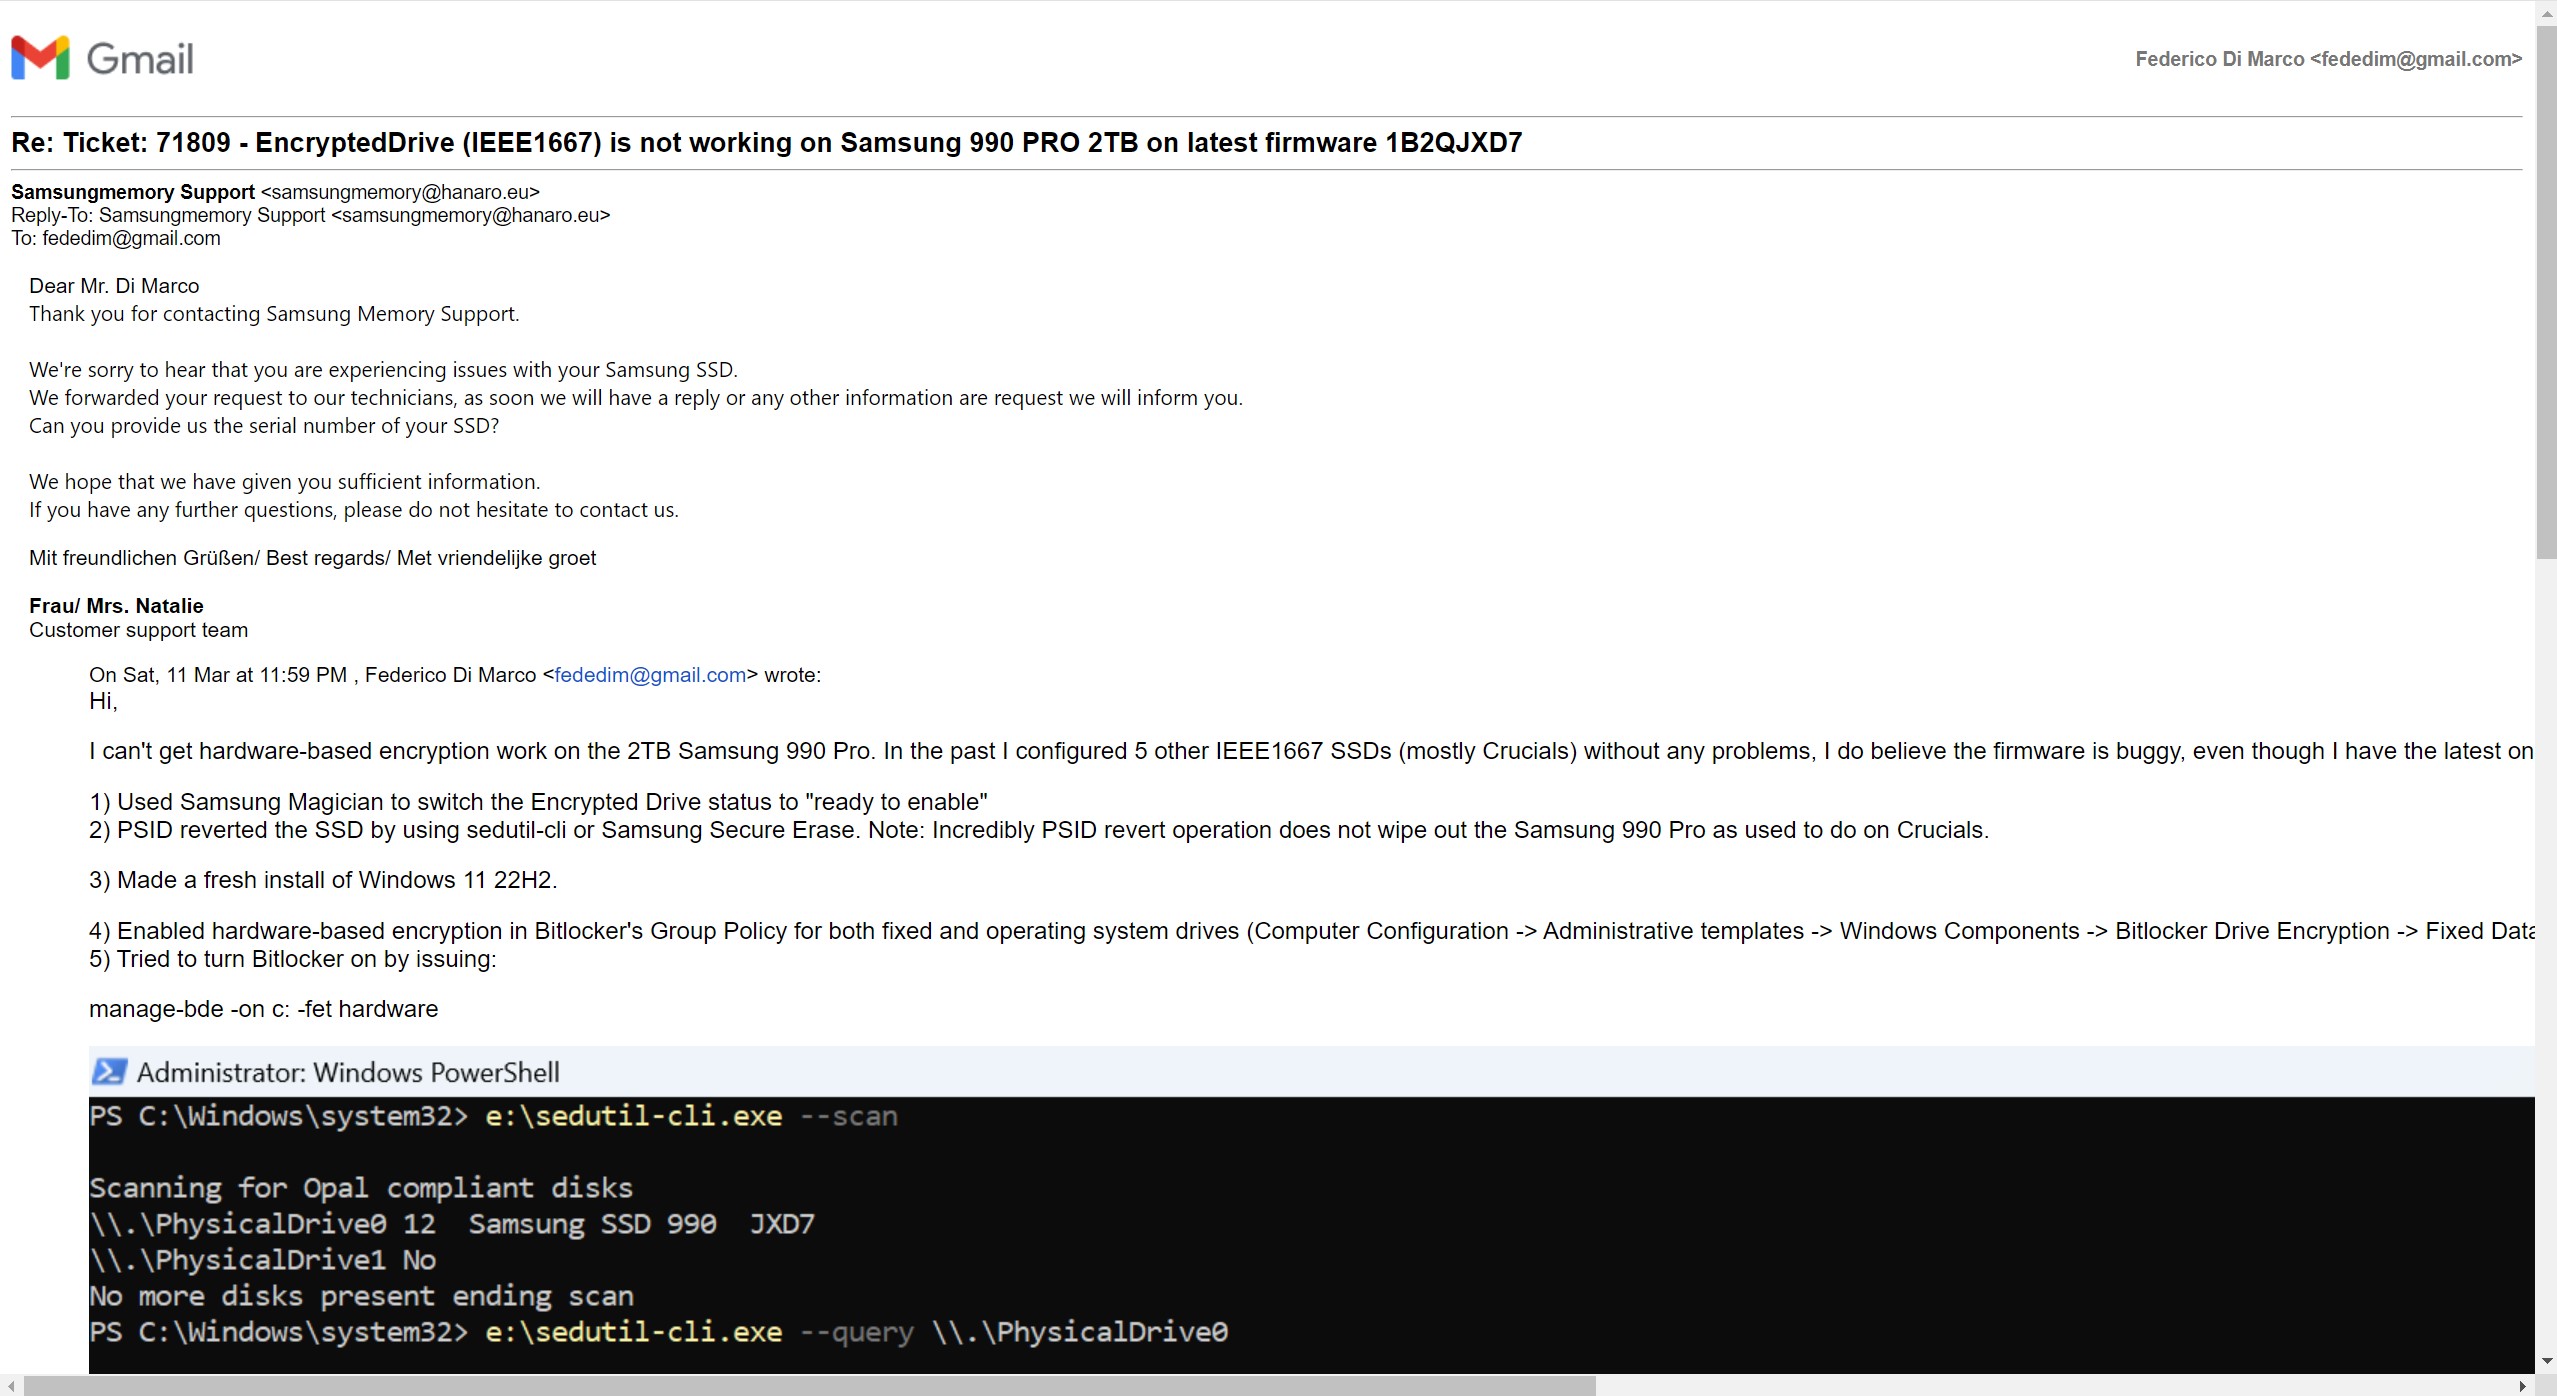 Gmail
Federico Di Marco <fededim@gmail.com>
Re: Ticket: 71809 - EncryptedDrive (IEEE1667) is not working on Samsung 990 PRO 2TB on latest firmware 1B2QJXD7
Samsungmemory Support <samsungmemory@hanaro.eu>
Reply-To: Samsungmemory Support <samsungmemory@hanaro.eu>
To: fededim@gmail.com
Dear Mr. Di Marco
Thank you for contacting Samsung Memory Support.
We're sorry to hear that you are experiencing issues with your Samsung SSD.
We forwarded your request to our technicians, as soon we will have a reply or any other information are request we will inform you.
Can you provide us the serial number of your SSD?
We hope that we have given you sufficient information.
If you have any further questions, please do not hesitate to contact us.
Mit freundlichen Grüßen/ Best regards/ Met vriendelijke groet
Frau/ Mrs. Natalie
Customer support team
On Sat, 11 Mar at 11:59 PM , Federico Di Marco <fededim@gmail.com> wrote:
Hi,
I can't get hardware-based encryption work on the 2TB Samsung 990 Pro. In the past I configured 5 other IEEE1667 SSDs (mostly Crucials) without any problems, I do believe the firmware is buggy, even though I have the latest on
1) Used Samsung Magician to switch the Encrypted Drive status to "ready to enable"
2) PSID reverted the SSD by using sedutil-cli or Samsung Secure Erase. Note: Incredibly PSID revert operation does not wipe out the Samsung 990 Pro as used to do on Crucials.
3) Made a fresh install of Windows 11 22H2.
4) Enabled hardware-based encryption in Bitlocker's Group Policy for both fixed and operating system drives (Computer Configuration -> Administrative templates -> Windows Components -> Bitlocker Drive Encryption -> Fixed Data
5) Tried to turn Bitlocker on by issuing:
manage-bde -on c: -fet hardware
Administrator: Windows PowerShell
PS C:\Windows\system32> e:\sedutil-cli.exe --scan
Scanning for Opal compliant disks
\\.\PhysicalDrive0 12  Samsung SSD 990  JXD7
\\.\PhysicalDrive1 No
No more disks present ending scan
PS C:\Windows\system32> e:\sedutil-cli.exe --query \\.\PhysicalDrive0